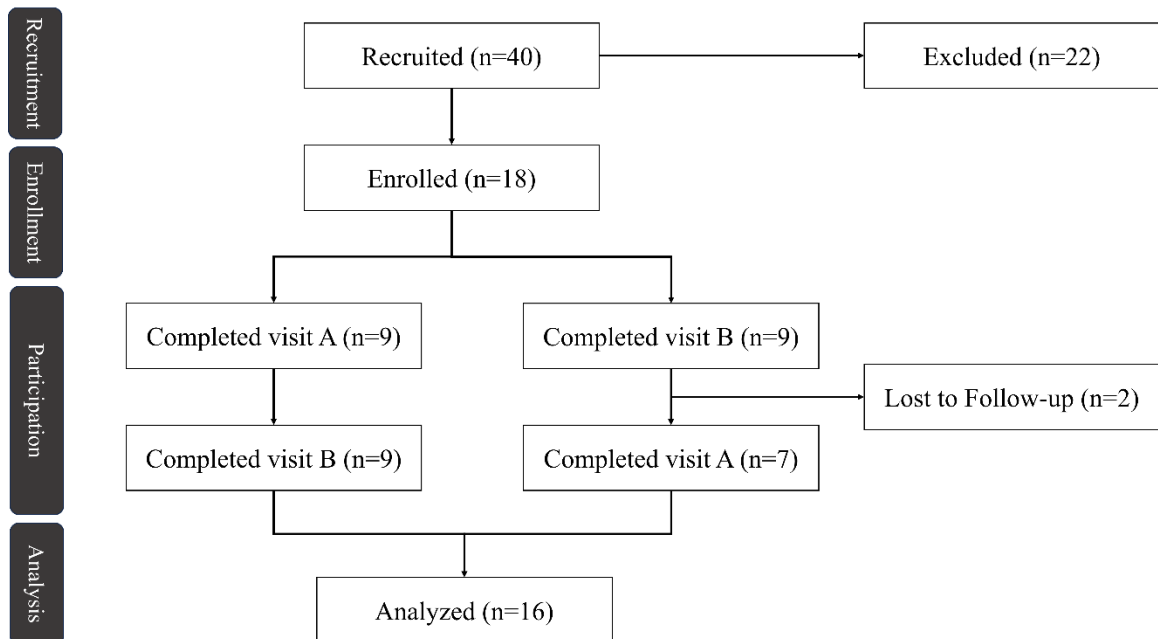 Recruitment
Recruited (n=40)
Excluded (n=22)
Enrollment
Enrolled (n=18)
Participation
Completed visit A (n=9)
Completed visit B (n=9)
Lost to Follow-up (n=2)
Completed visit B (n=9)
Completed visit A (n=7)
Analysis
Analyzed (n=16)